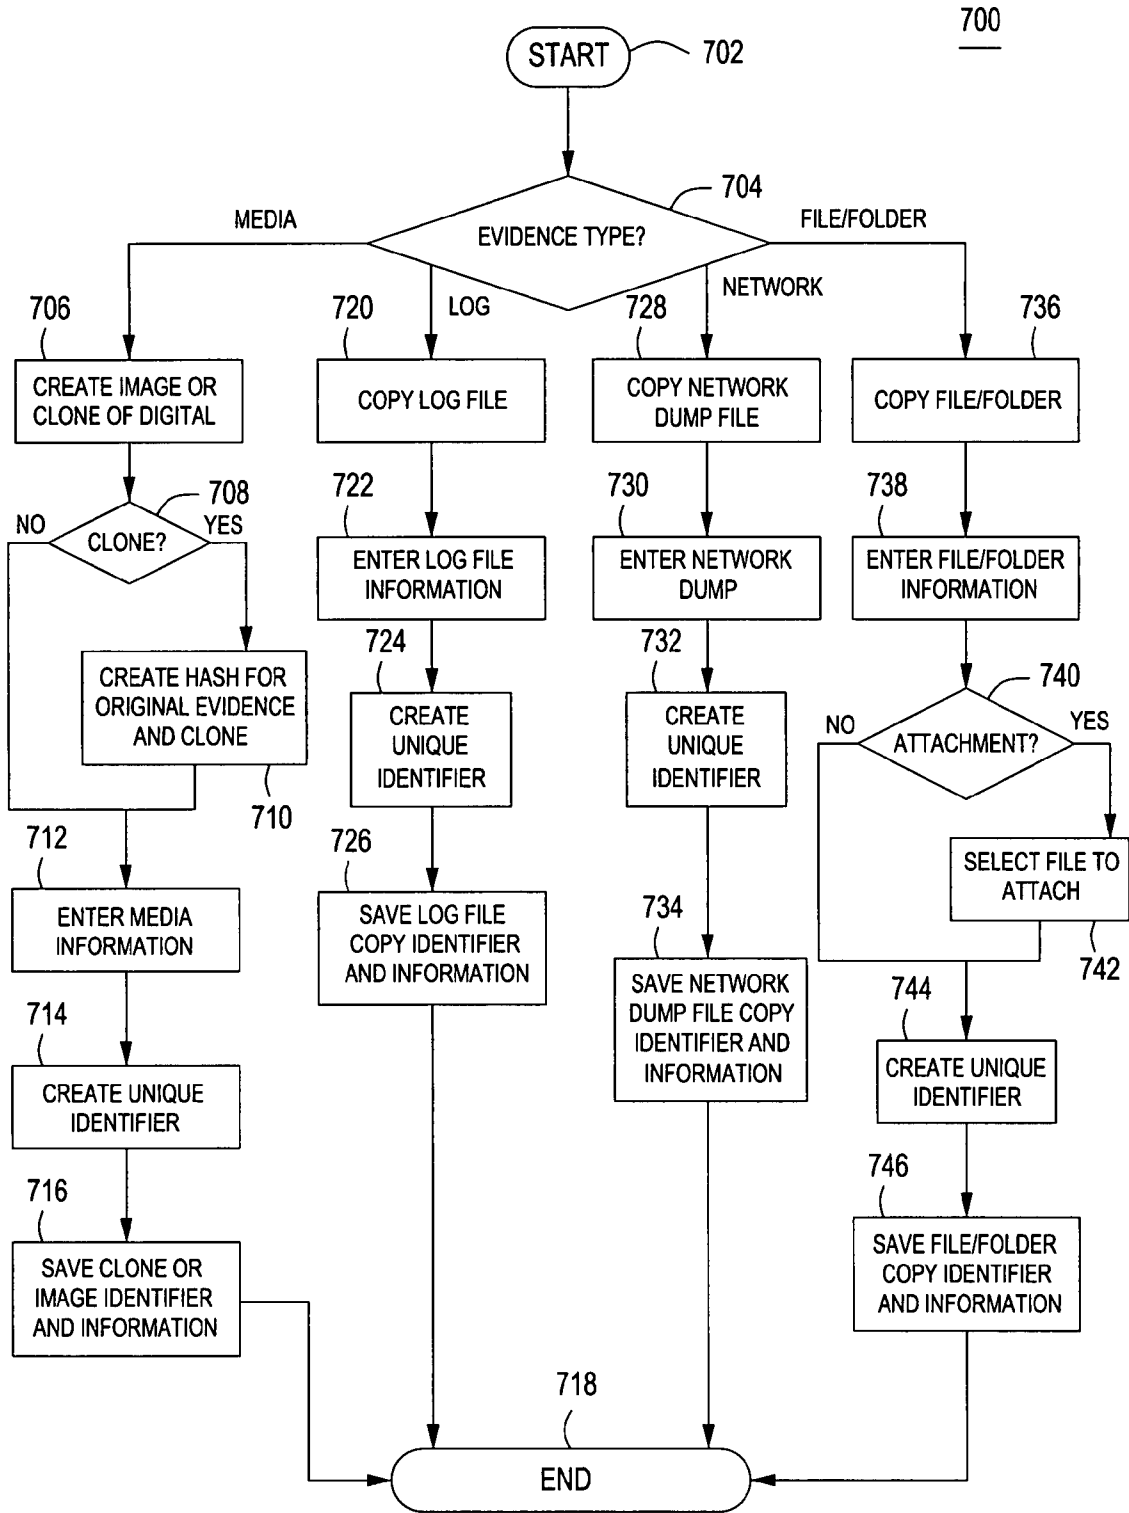 700
START
702
704
EVIDENCE TYPE?
MEDIA
LOG
NETWORK
FILE/FOLDER
706
CREATE IMAGE OR
CLONE OF DIGITAL
708
CLONE?
NO
YES
CREATE HASH FOR
ORIGINAL EVIDENCE
AND CLONE
710
712
ENTER MEDIA
INFORMATION
714
CREATE UNIQUE
IDENTIFIER
716
SAVE CLONE OR
IMAGE IDENTIFIER
AND INFORMATION
720
COPY LOG FILE
722
ENTER LOG FILE
INFORMATION
724
CREATE
UNIQUE
IDENTIFIER
726
SAVE LOG FILE
COPY IDENTIFIER
AND INFORMATION
728
COPY NETWORK
DUMP FILE
730
ENTER NETWORK
DUMP
732
CREATE
UNIQUE
IDENTIFIER
734
SAVE NETWORK
DUMP FILE COPY
IDENTIFIER AND
INFORMATION
736
COPY FILE/FOLDER
738
ENTER FILE/FOLDER
INFORMATION
740
ATTACHMENT?
NO
YES
SELECT FILE TO
ATTACH
742
744
CREATE UNIQUE
IDENTIFIER
746
SAVE FILE/FOLDER
COPY IDENTIFIER
AND INFORMATION
718
END